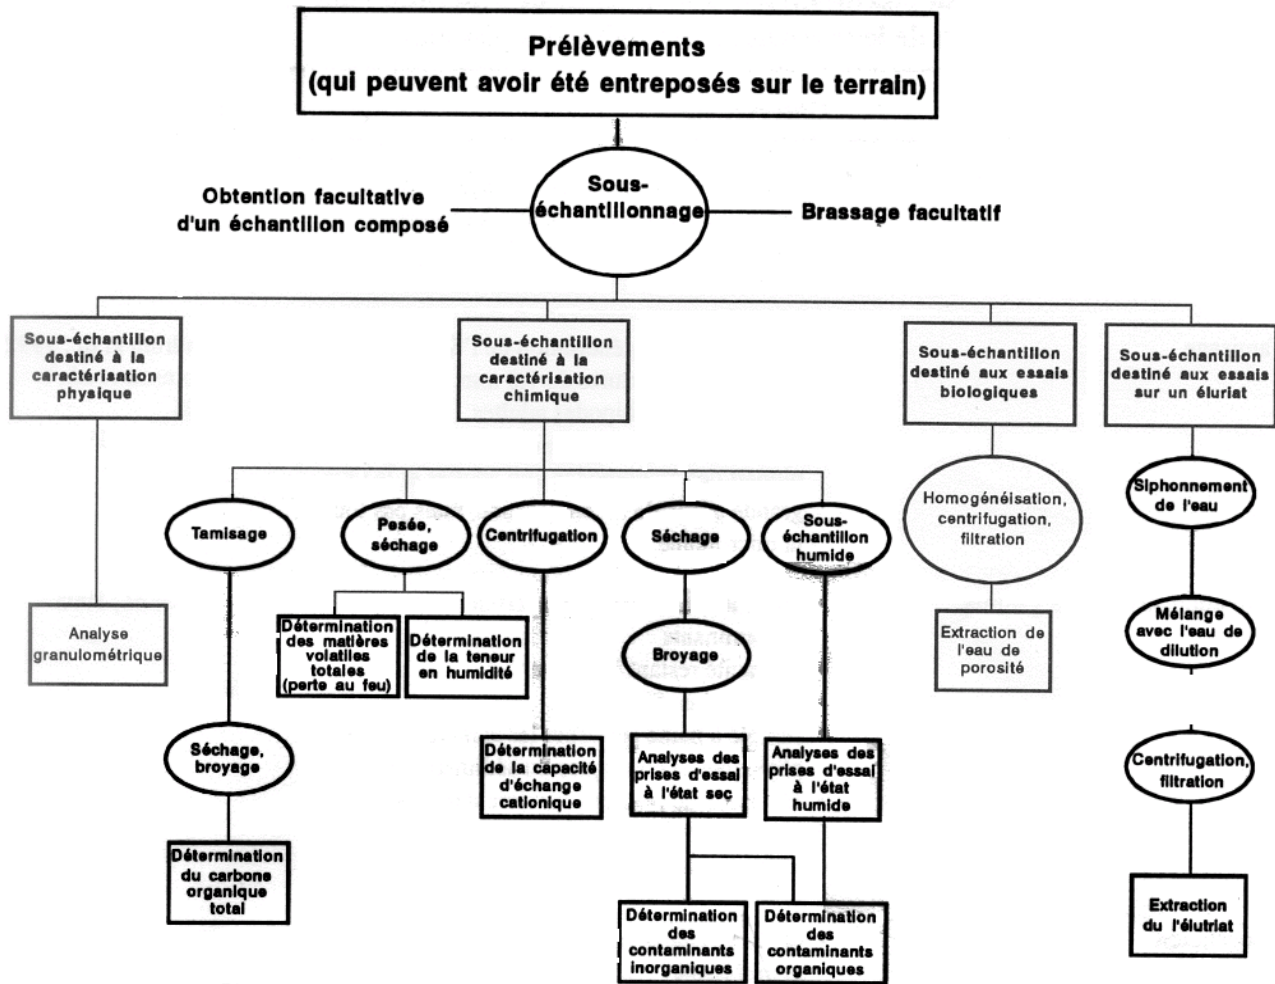 Prélèvements
(qui peuvent avoir été entreposés sur le terrain)
Sous-
échantillonnage
Obtention facultative
d'un échantillon composé
Brassage facultatif
Sous-échantillon
destiné à la
caractérisation
physique
Sous-échantillon
destiné à la
caractérisation
chimique
Sous-échantillon
destiné aux essais
biologiques
Sous-échantillon
destiné aux essais
sur un éluriat
Tamisage
Pesée,
séchage
Centrifugation
Séchage
Sous-
échantillon
humide
Homogénéisation,
centrifugation,
filtration
Siphonnement
de l'eau
Analyse
granulométrique
Détermination
des matières
volatiles
totales
(perte au feu)
Détermination
de la teneur
en humidité
Broyage
Extraction de
l'eau de
porosité
Mélange
avec l'eau de
dilution
Séchage,
broyage
Détermination
de la capacité
d'échange
cationique
Analyses des
prises d'essai
à l'état seç
Analyses des
prises d'essai
à l'état
humide
Centrifugation,
filtration
Détermination
du carbone
organique
total
Détermination
des
contaminants
inorganiques
Détermination
des
contaminants
organiques
Extraction
du l'élutriat